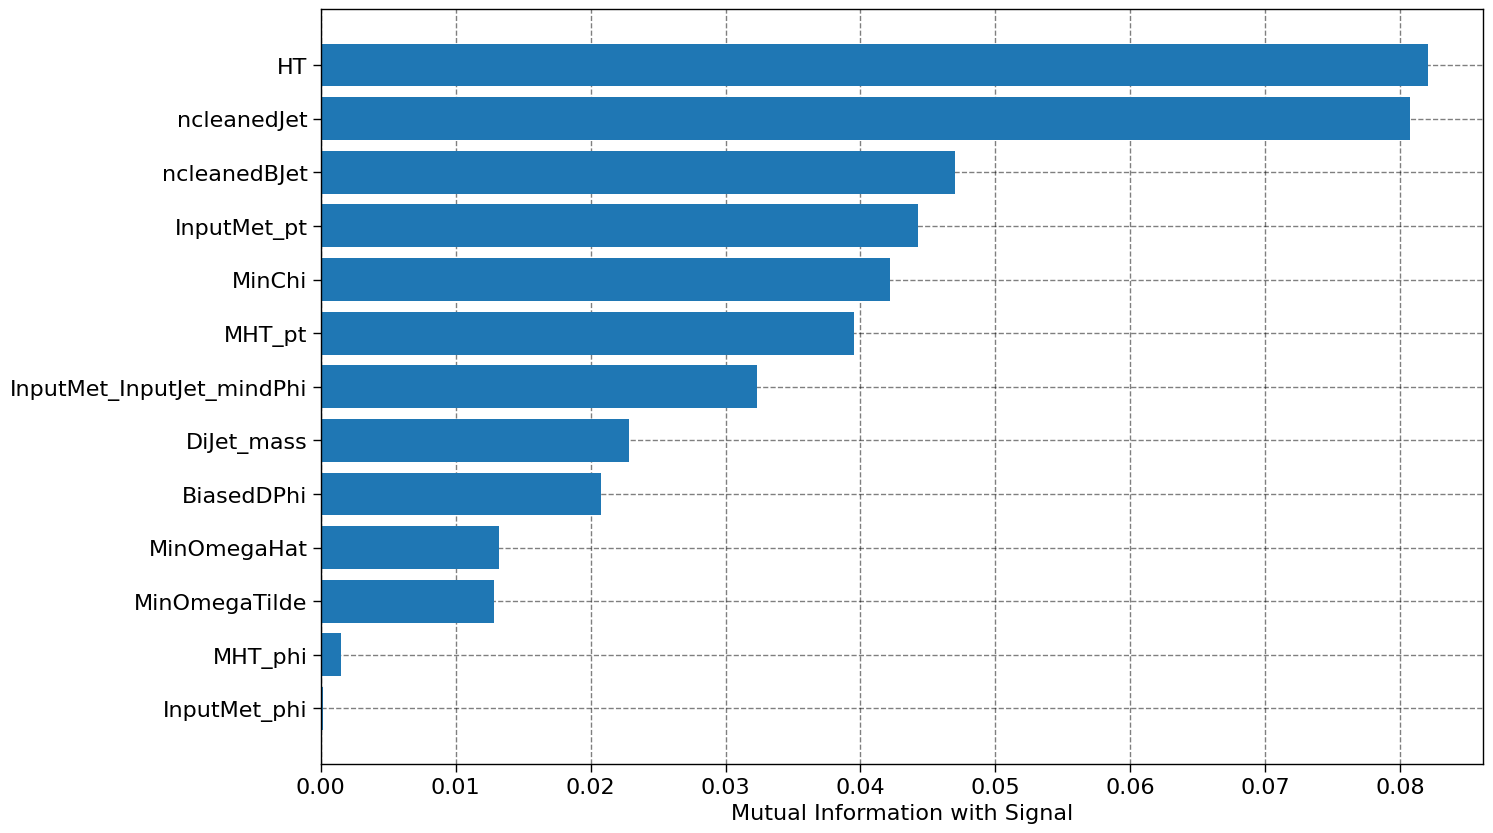 HT
ncleanedJet
ncleanedBJet
InputMet_pt
MinChi
MHT_pt
InputMet_InputJet_mindPhi
DiJet_mass
BiasedDPhi
MinOmegaHat
MinOmegaTilde
MHT_phi
InputMet_phi
0.00 0.01 0.02 0.03 0.04 0.05 0.06 0.07 0.08
Mutual Information with Signal